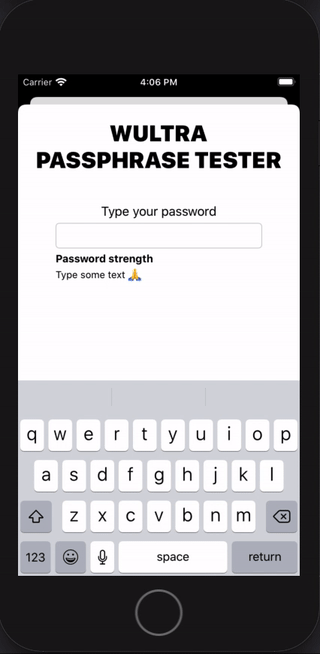 Carrier 4:06 PM
WULTRA
PASSPHRASE TESTER
Type your password
Password strength
Type some text 🙏
q w e r t y u i o p
a s d f g h j k l
z x c v b n m
123 space return